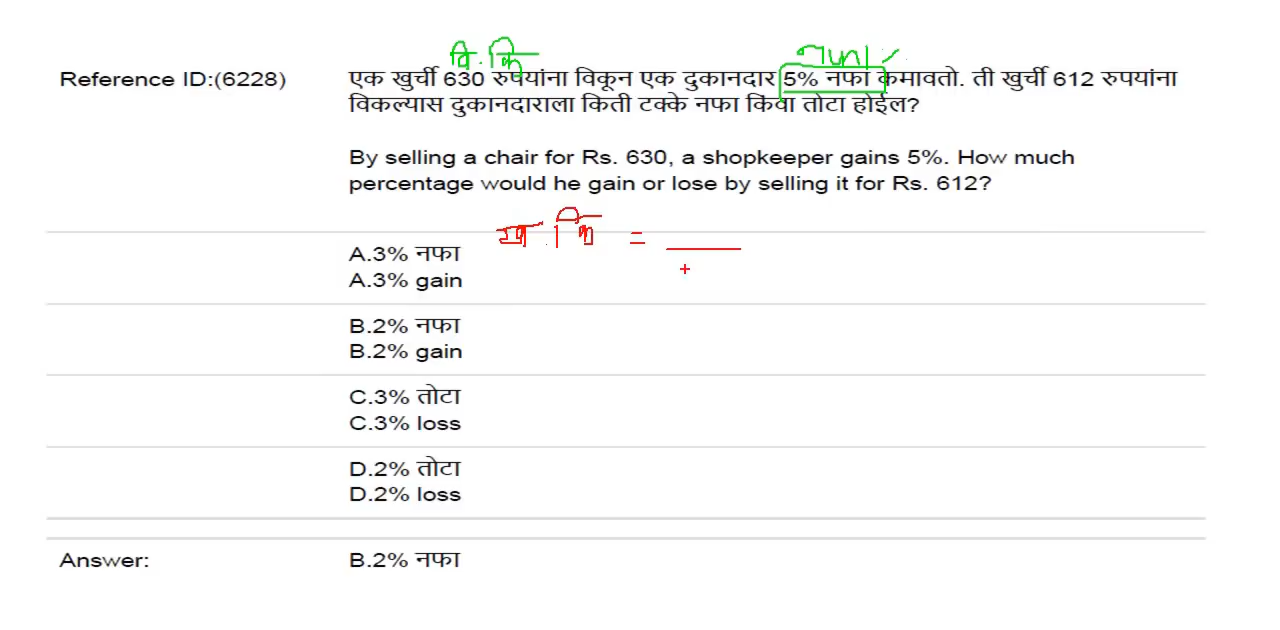 वि. कि
नफा
Reference ID:(6228)
एक खुर्ची 630 रुपयांना विकून एक दुकानदार 5% नफा कमावतो. ती खुर्ची 612 रुपयांना
विकल्यास दुकानदाराला किती टक्के नफा किंवा तोटा होईल?
By selling a chair for Rs. 630, a shopkeeper gains 5%. How much
percentage would he gain or lose by selling it for Rs. 612?
ख. कि =
A.3% नफा
A.3% gain
B.2% नफा
B.2% gain
C.3% तोटा
C.3% loss
D.2% तोटा
D.2% loss
Answer:
B.2% नफा